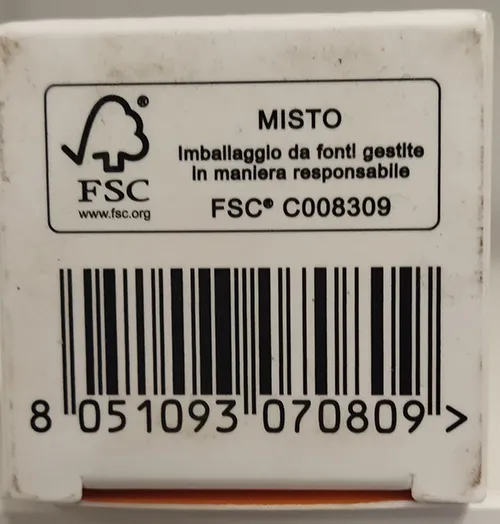 FSC®
www.fsc.org
MISTO
Imballaggio da fonti gestite
in maniera responsabile
FSC® C008309
8 051093 070809 >